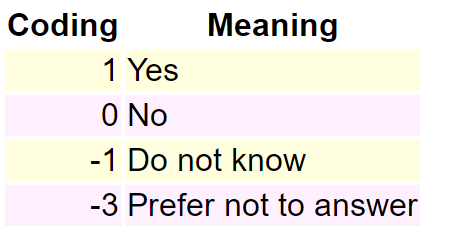 Coding Meaning
1 Yes
0 No
-1 Do not know
-3 Prefer not to answer